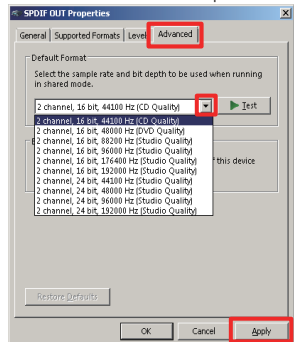 SPDIF OUT Properties
General Supported Formats Levels Advanced
Default Format
Select the sample rate and bit depth to be used when running
in shared mode.
2 channel, 16 bit, 44100 Hz (CD Quality)
Test
2 channel, 16 bit, 44100 Hz (CD Quality)
2 channel, 16 bit, 48000 Hz (DVD Quality)
2 channel, 16 bit, 88200 Hz (Studio Quality)
2 channel, 16 bit, 96000 Hz (Studio Quality)
2 channel, 16 bit, 176400 Hz (Studio Quality)
this device
2 channel, 16 bit, 192000 Hz (Studio Quality)
2 channel, 24 bit, 44100 Hz (Studio Quality)
2 channel, 24 bit, 48000 Hz (Studio Quality)
2 channel, 24 bit, 96000 Hz (Studio Quality)
2 channel, 24 bit, 192000 Hz (Studio Quality)
Restore Defaults
OK Cancel Apply